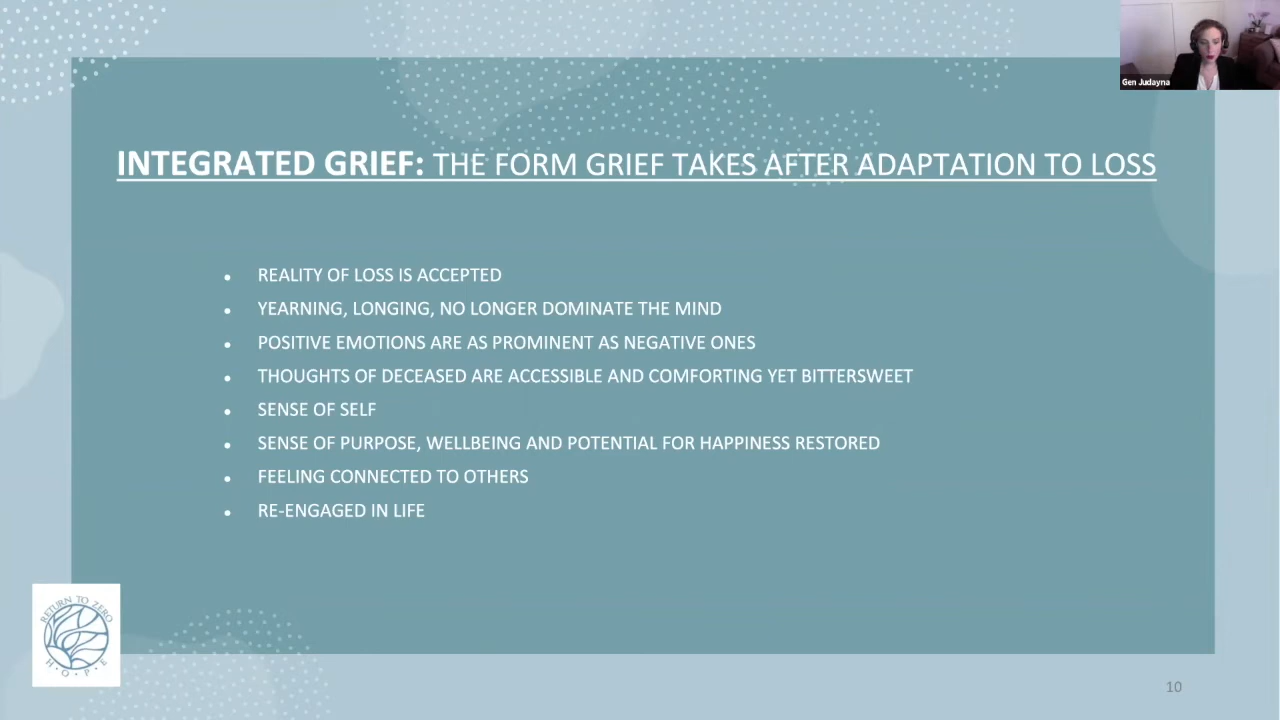 Gen Judayna
INTEGRATED GRIEF: THE FORM GRIEF TAKES AFTER ADAPTATION TO LOSS
• REALITY OF LOSS IS ACCEPTED
• YEARNING, LONGING, NO LONGER DOMINATE THE MIND
• POSITIVE EMOTIONS ARE AS PROMINENT AS NEGATIVE ONES
• THOUGHTS OF DECEASED ARE ACCESSIBLE AND COMFORTING YET BITTERSWEET
• SENSE OF SELF
• SENSE OF PURPOSE, WELLBEING AND POTENTIAL FOR HAPPINESS RESTORED
• FEELING CONNECTED TO OTHERS
• RE-ENGAGED IN LIFE
RETURN TO ZERO
H·O·P·E
10